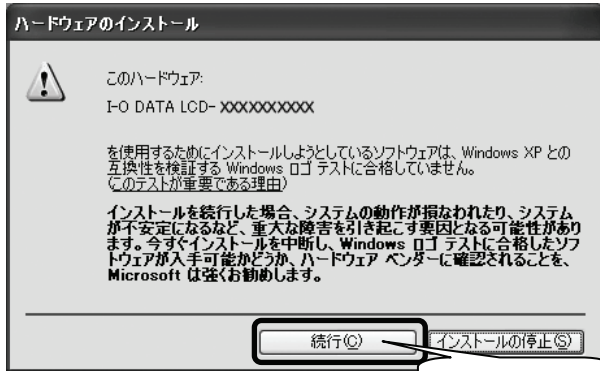 ハードウェアのインストール
このハードウェア:
I-O DATA LCD-XXXXXXXXXX
を使用するためにインストールしようとしているソフトウェアは、Windows XP との
互換性を検証する Windows ロゴ テストに合格していません。
(このテストが重要である理由)
インストールを続行した場合、システムの動作が損なわれたり、システム
が不安定になるなど、重大な障害を引き起こす要因となる可能性があり
ます。今すぐインストールを中断し、Windows ロゴ テストに合格したソフ
トウェアが入手可能かどうか、ハードウェア ベンダーに確認されることを、
Microsoft は強くお勧めします。
続行(C)
インストールの停止(S)